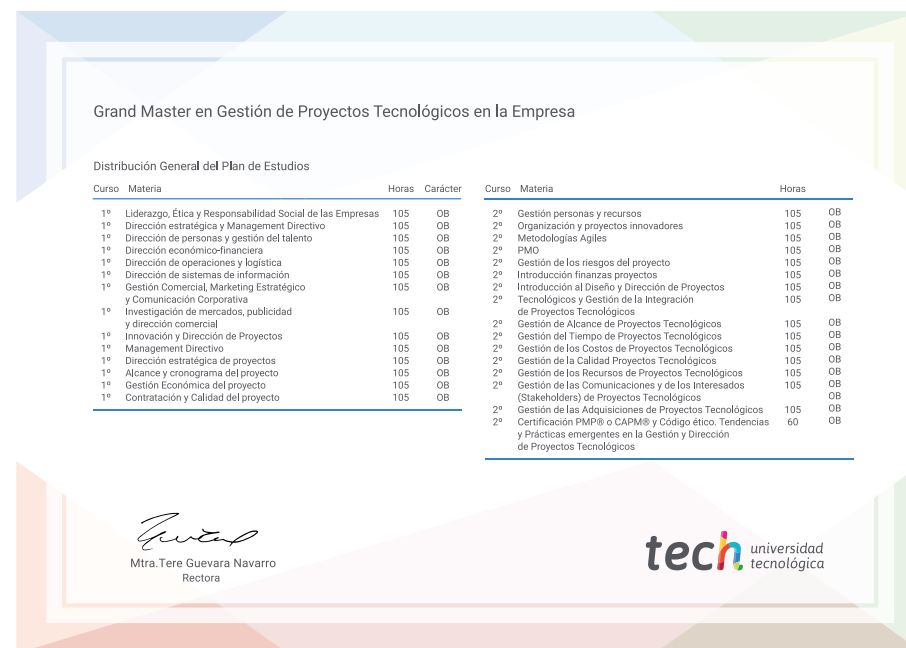 Grand Master en Gestión de Proyectos Tecnológicos en la Empresa
Distribución General del Plan de Estudios
Curso Materia Horas Carácter
1º Liderazgo, Ética y Responsabilidad Social de las Empresas 105 OB
1º Dirección estratégica y Management Directivo 105 OB
1º Dirección de personas y gestión del talento 105 OB
1º Dirección económico-financiera 105 OB
1º Dirección de operaciones y logística 105 OB
1º Dirección de sistemas de información 105 OB
1º Gestión Comercial, Marketing Estratégico 105 OB
y Comunicación Corporativa
1º Investigación de mercados, publicidad 105 OB
y dirección comercial
1º Innovación y Dirección de Proyectos 105 OB
1º Management Directivo 105 OB
1º Dirección estratégica de proyectos 105 OB
1º Alcance y cronograma del proyecto 105 OB
1º Gestión Económica del proyecto 105 OB
1º Contratación y Calidad del proyecto 105 OB
Curso Materia Horas
2º Gestión personas y recursos 105 OB
2º Organización y proyectos innovadores 105 OB
2º Metodologías Agiles 105 OB
2º PMO 105 OB
2º Gestión de los riesgos del proyecto 105 OB
2º Introducción finanzas proyectos 105 OB
2º Introducción al Diseño y Dirección de Proyectos 105 OB
2º Tecnológicos y Gestión de la Integración 105 OB
de Proyectos Tecnológicos
2º Gestión de Alcance de Proyectos Tecnológicos 105 OB
2º Gestión del Tiempo de Proyectos Tecnológicos 105 OB
2º Gestión de los Costos de Proyectos Tecnológicos 105 OB
2º Gestión de la Calidad Proyectos Tecnológicos 105 OB
2º Gestión de los Recursos de Proyectos Tecnológicos 105 OB
2º Gestión de las Comunicaciones y de los Interesados 105 OB
(Stakeholders) de Proyectos Tecnológicos OB
2º Gestión de las Adquisiciones de Proyectos Tecnológicos 105 OB
2º Certificación PMP® o CAPM® y Código ético. Tendencias 60 OB
y Prácticas emergentes en la Gestión y Dirección
de Proyectos Tecnológicos
Mtra.Tere Guevara Navarro
Rectora
tech universidad
tecnológica